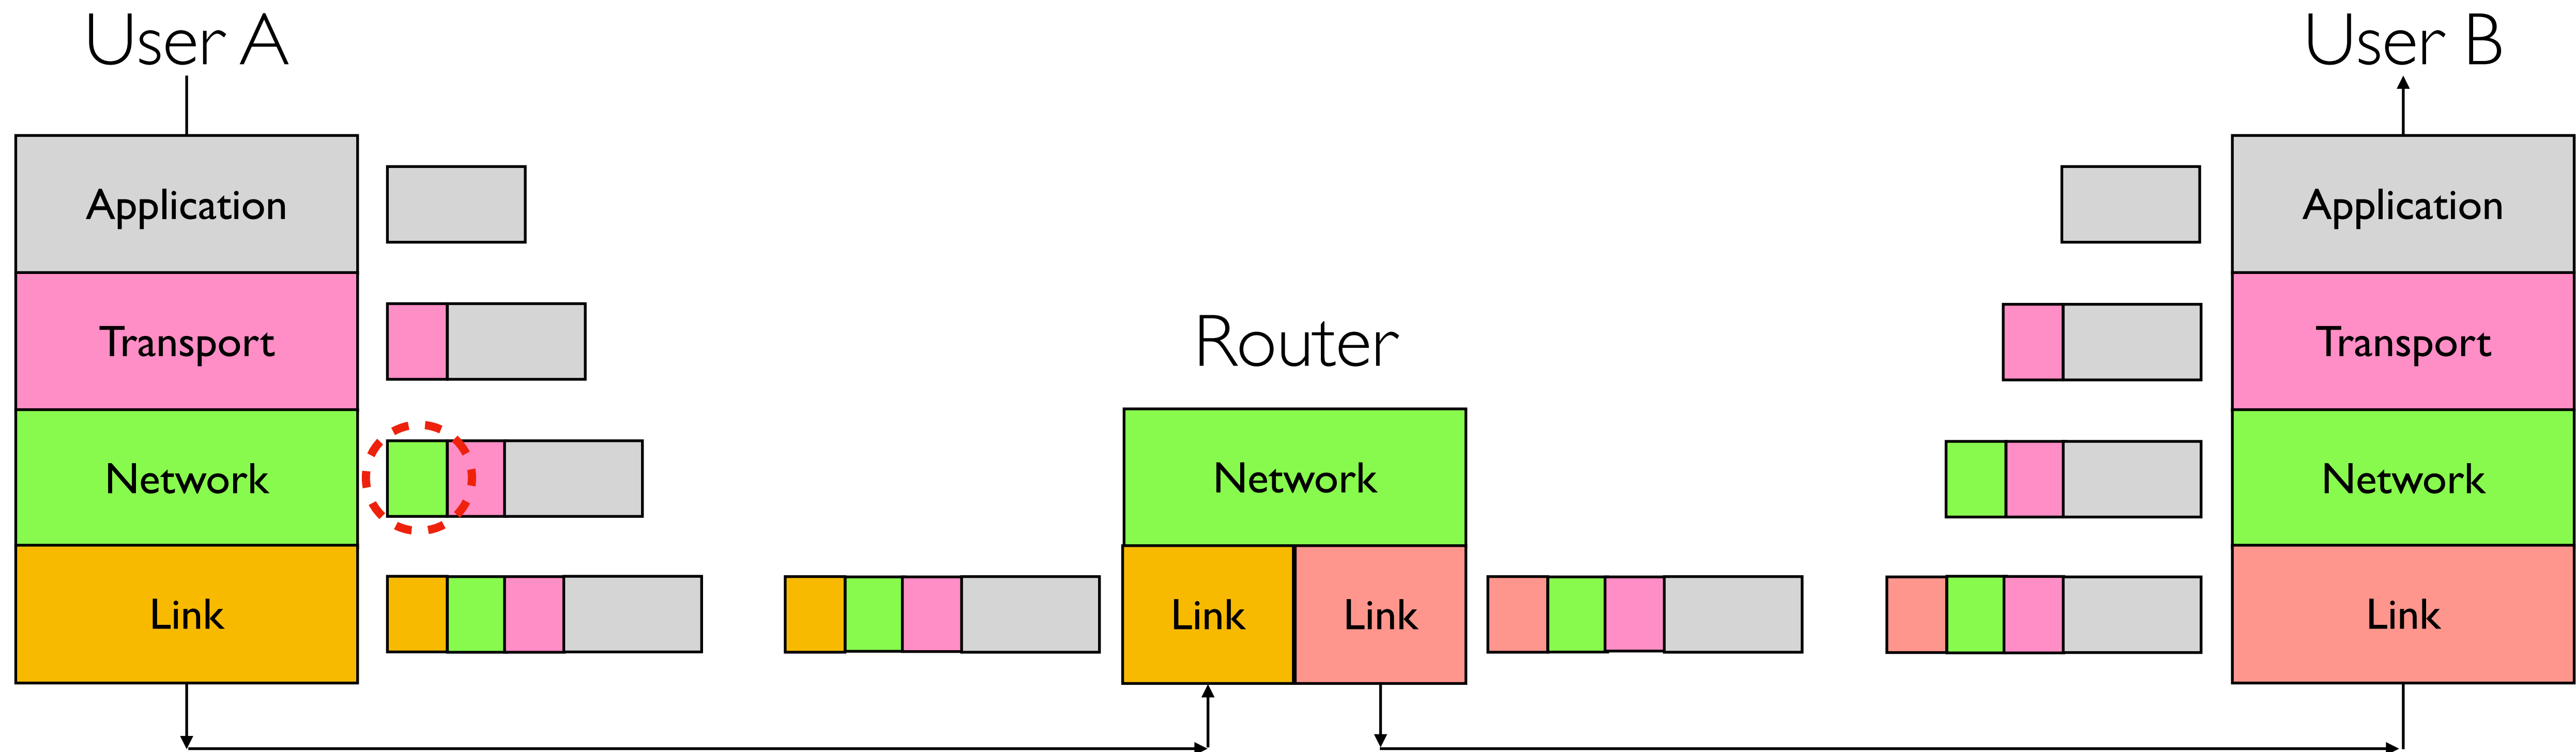 User A
Application
Transport
Network
Link
Router
Network
Link
Link
User B
Application
Transport
Network
Link